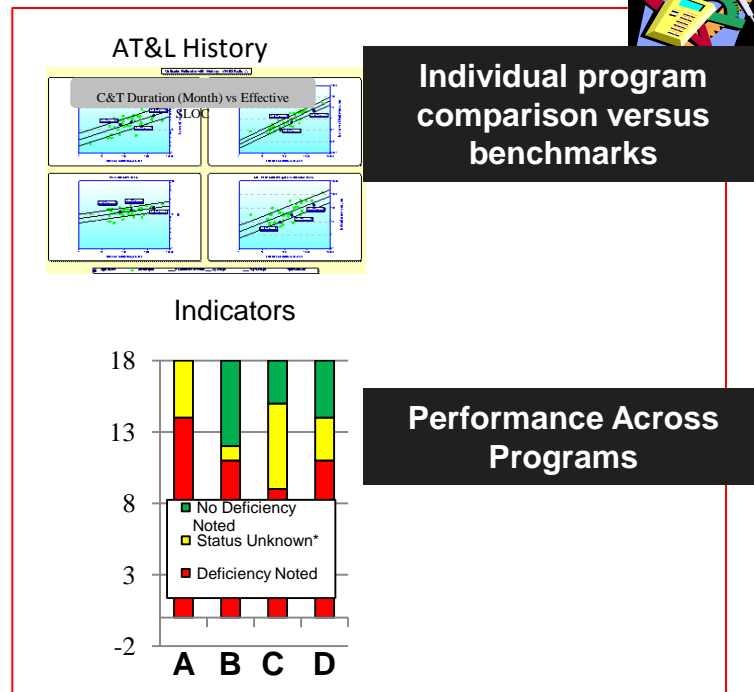 AT&L History
C&T Duration (Month) vs Effective
SLOC
Individual program
comparison versus
benchmarks
Indicators
18
13
8
3
-2
No Deficiency
Noted
Status Unknown*
Deficiency Noted
A B C D
Performance Across
Programs